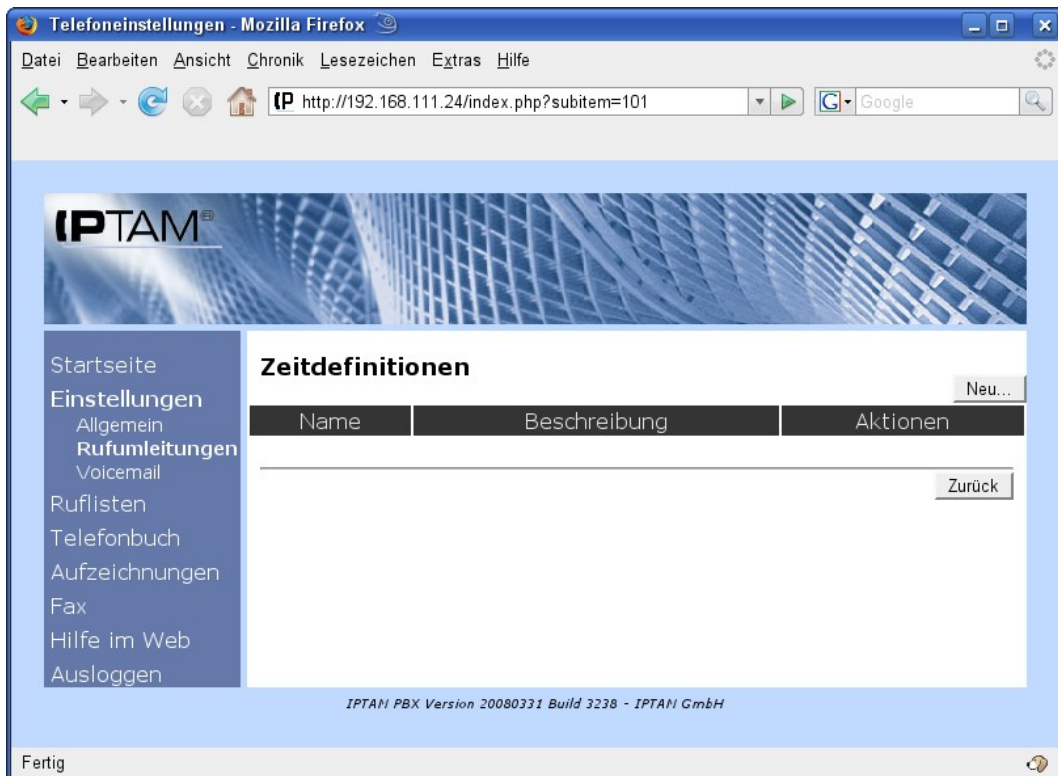 Telefoneinstellungen - Mozilla Firefox
Datei Bearbeiten Ansicht Chronik Lesezeichen Extras Hilfe
http://192.168.111.24/index.php?subitem=101
G Google
IPTAM®
Startseite
Einstellungen
Allgemein
Rufumleitungen
Voicemail
Ruflisten
Telefonbuch
Aufzeichnungen
Fax
Hilfe im Web
Ausloggen
Zeitdefinitionen
Neu...
Name Beschreibung Aktionen
Zurück
IPTAM PBX Version 20080331 Build 3238 - IPTAM GmbH
Fertig